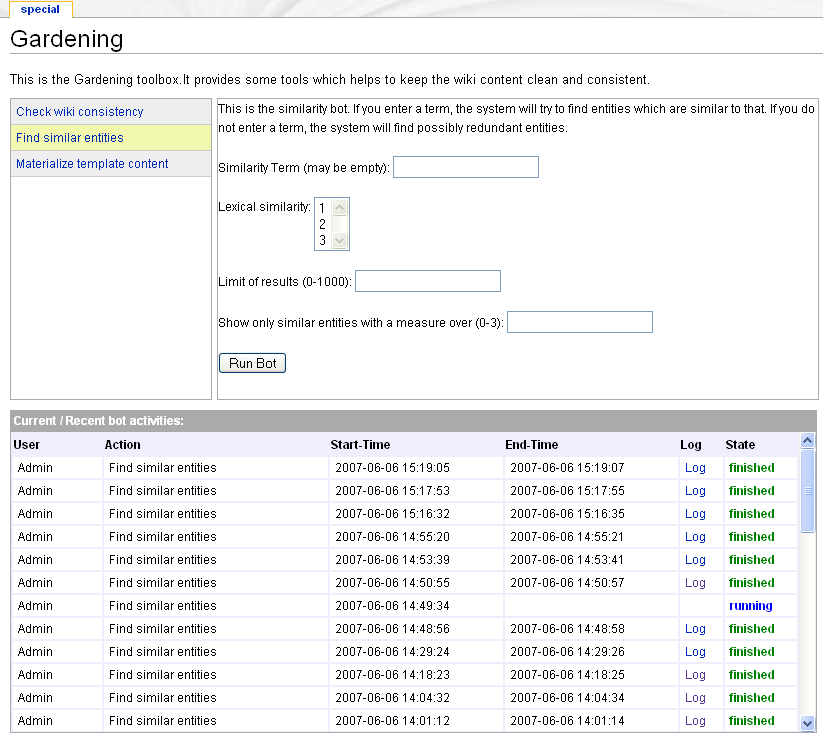 special
Gardening
This is the Gardening toolbox.It provides some tools which helps to keep the wiki content clean and consistent.
Check wiki consistency
Find similar entities
Materialize template content
This is the similarity bot. If you enter a term, the system will try to find entities which are similar to that. If you do
not enter a term, the system will find possibly redundant entities.
Similarity Term (may be empty):
Lexical similarity:
1
2
3
Limit of results (0-1000):
Show only similar entities with a measure over (0-3):
Run Bot
Current / Recent bot activities:
User Action Start-Time End-Time Log State
Admin Find similar entities 2007-06-06 15:19:05 2007-06-06 15:19:07 Log finished
Admin Find similar entities 2007-06-06 15:17:53 2007-06-06 15:17:55 Log finished
Admin Find similar entities 2007-06-06 15:16:32 2007-06-06 15:16:35 Log finished
Admin Find similar entities 2007-06-06 14:55:20 2007-06-06 14:55:21 Log finished
Admin Find similar entities 2007-06-06 14:53:39 2007-06-06 14:53:41 Log finished
Admin Find similar entities 2007-06-06 14:50:55 2007-06-06 14:50:57 Log finished
Admin Find similar entities 2007-06-06 14:49:34 running
Admin Find similar entities 2007-06-06 14:48:56 2007-06-06 14:48:58 Log finished
Admin Find similar entities 2007-06-06 14:29:24 2007-06-06 14:29:26 Log finished
Admin Find similar entities 2007-06-06 14:18:23 2007-06-06 14:18:25 Log finished
Admin Find similar entities 2007-06-06 14:04:32 2007-06-06 14:04:34 Log finished
Admin Find similar entities 2007-06-06 14:01:12 2007-06-06 14:01:14 Log finished